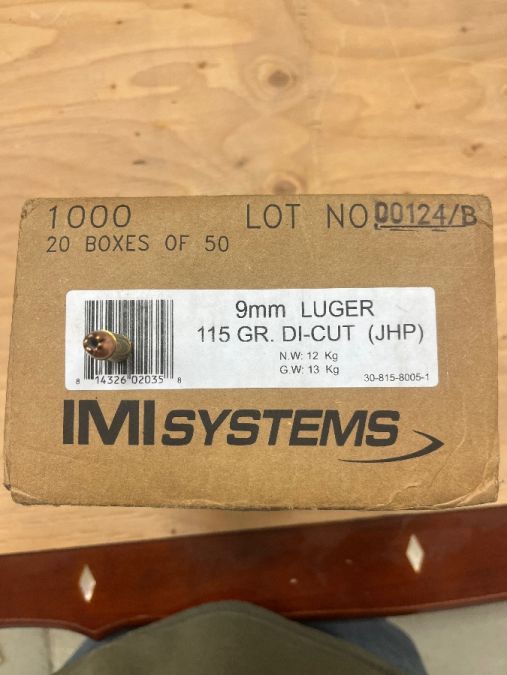 1000 LOT NO 00124/B
20 BOXES OF 50
9mm LUGER
115 GR. DI-CUT (JHP)
N.W: 12 Kg
G.W: 13 Kg
8 14326 02035 8
30-815-8005-1
IMI SYSTEMS